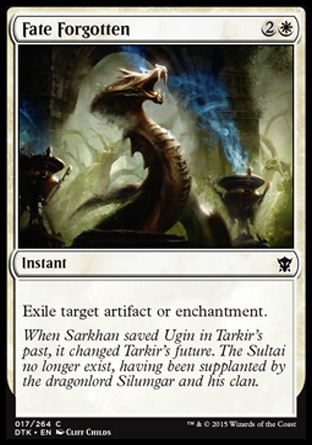 Fate Forgotten 2
Instant
Exile target artifact or enchantment.
When Sarkhan saved Ugin in Tarkir's
past, it changed Tarkir's future. The Sultai
no longer exist, having been supplanted by
the dragonlord Silumgar and his clan.
017/264 C
DTK • EN CLIFF CHILDS ™ & © 2015 Wizards of the Coast